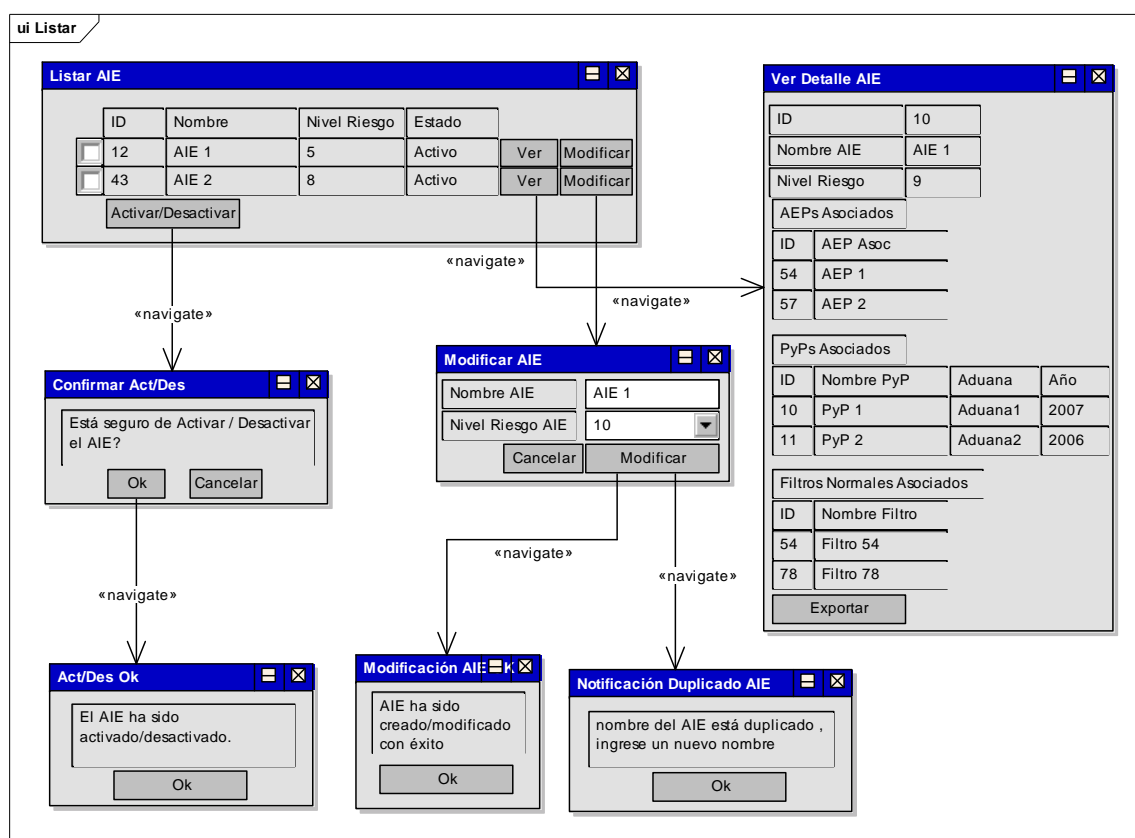 ui Listar
Listar AIE
ID Nombre Nivel Riesgo Estado
12 AIE 1 5 Activo Ver Modificar
43 AIE 2 8 Activo Ver Modificar
Activar/Desactivar
«navigate»
«navigate»
«navigate»
Ver Detalle AIE
ID 10
Nombre AIE AIE 1
Nivel Riesgo 9
AEPs Asociados
ID AEP Asoc
54 AEP 1
57 AEP 2
PyPs Asociados
ID Nombre PyP Aduana Año
10 PyP 1 Aduana1 2007
11 PyP 2 Aduana2 2006
Filtros Normales Asociados
ID Nombre Filtro
54 Filtro 54
78 Filtro 78
Exportar
Confirmar Act/Des
Está seguro de Activar / Desactivar
el AIE?
Ok Cancelar
«navigate»
Modificar AIE
Nombre AIE AIE 1
Nivel Riesgo AIE 10
Cancelar Modificar
«navigate»
«navigate»
Act/Des Ok
El AIE ha sido
activado/desactivado.
Ok
Modificación AIE
AIE ha sido
creado/modificado
con éxito
Ok
Notificación Duplicado AIE
nombre del AIE está duplicado ,
ingrese un nuevo nombre
Ok